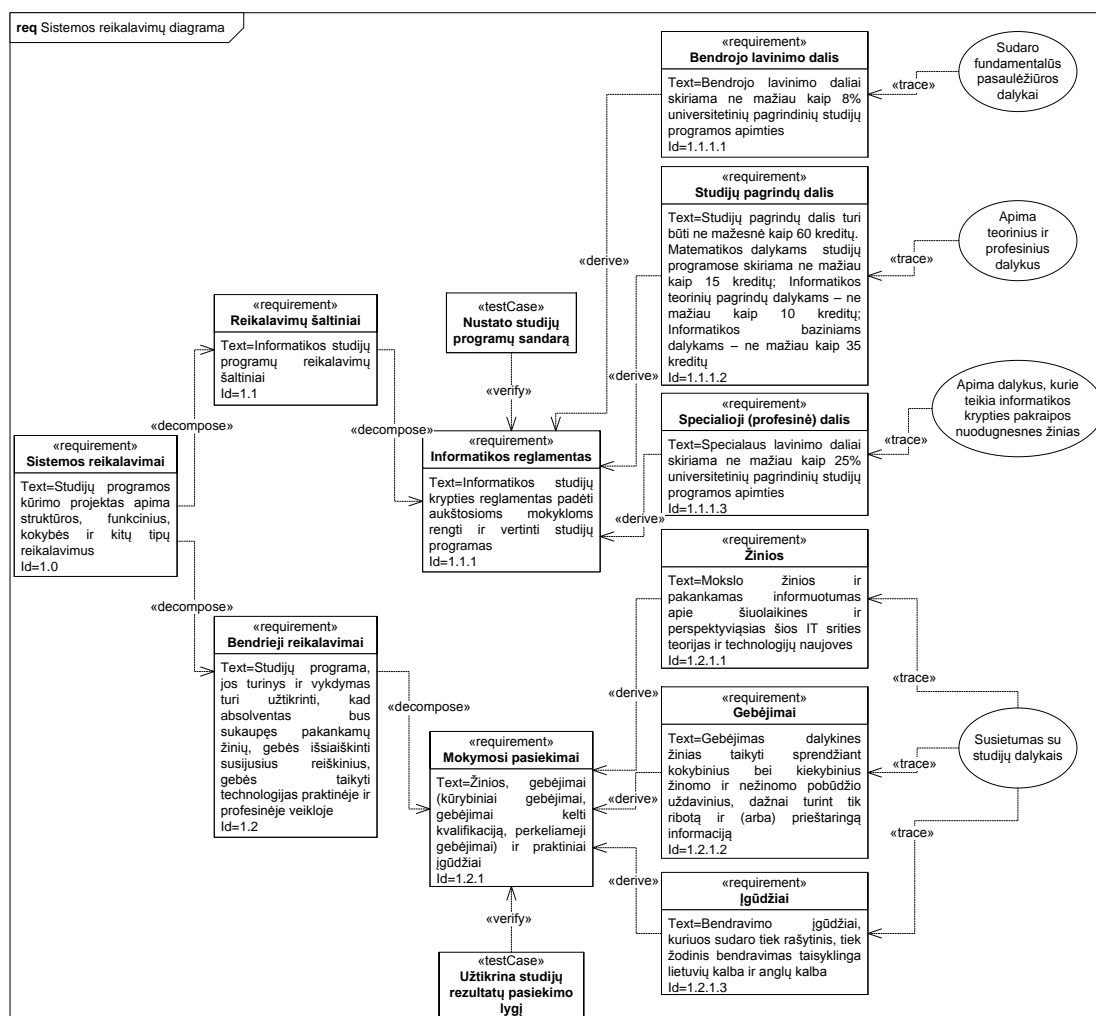 req Sistemos reikalavimų diagrama
«requirement»
Sistemos reikalavimai
Text=Studijų programos
kūrimo projektas apima
struktūros, funkcinius,
kokybės ir kitų tipų
reikalavimus
Id=1.0
«decompose»
«decompose»
«requirement»
Reikalavimų šaltiniai
Text=Informatikos studijų
programų reikalavimų
šaltiniai
Id=1.1
«decompose»
«requirement»
Bendrieji reikalavimai
Text=Studijų programa,
jos turinys ir vykdymas
turi užtikrinti, kad
absolventas bus
sukaupęs pakankamų
žinių, gebės išsiaiškinti
susijusius reiškinius,
gebės taikyti
technologijas praktinėje ir
profesinėje veikloje
Id=1.2
«decompose»
«testCase»
Nustato studijų
programų sandarą
«verify»
«requirement»
Informatikos reglamentas
Text=Informatikos studijų
krypties reglamentas padėti
aukštosioms mokykloms
rengti ir vertinti studijų
programas
Id=1.1.1
«requirement»
Mokymosi pasiekimai
Text=Žinios, gebėjimai
(kūrybiniai gebėjimai,
gebėjimai kelti
kvalifikaciją, perkeliameji
gebėjimai) ir praktiniai
įgūdžiai
Id=1.2.1
«verify»
«testCase»
Užtikrina studijų
rezultatų pasiekimo
lygį
«derive»
«derive»
«derive»
«derive»
«derive»
«derive»
«requirement»
Bendrojo lavinimo dalis
Text=Bendrojo lavinimo daliai
skiriama ne mažiau kaip 8%
universitetinių pagrindinių studijų
programos apimties
Id=1.1.1.1
«requirement»
Studijų pagrindų dalis
Text=Studijų pagrindų dalis turi
būti ne mažesnė kaip 60 kreditų.
Matematikos dalykams studijų
programose skiriama ne mažiau
kaip 15 kreditų; Informatikos
teorinių pagrindų dalykams – ne
mažiau kaip 10 kreditų;
Informatikos baziniams
dalykams – ne mažiau kaip 35
kreditų
Id=1.1.1.2
«requirement»
Specialioji (profesinė) dalis
Text=Specialaus lavinimo daliai
skiriama ne mažiau kaip 25%
universitetinių pagrindinių studijų
programos apimties
Id=1.1.1.3
«requirement»
Žinios
Text=Mokslo žinios ir
pakankamas informuotumas
apie šiuolaikines ir
perspektyviąsias šios IT srities
teorijas ir technologijų naujoves
Id=1.2.1.1
«requirement»
Gebėjimai
Text=Gebėjimas dalykines
žinias taikyti sprendžiant
kokybinius bei kiekybinius
žinomo ir nežinomo pobūdžio
uždavinius, dažnai turint tik
ribotą ir (arba) prieštaringą
informaciją
Id=1.2.1.2
«requirement»
Įgūdžiai
Text=Bendravimo įgūdžiai,
kuriuos sudaro tiek rašytinis, tiek
žodinis bendravimas taisyklinga
lietuvių kalba ir anglų kalba
Id=1.2.1.3
«trace»
«trace»
«trace»
«trace»
«trace»
«trace»
Sudaro
fundamentalūs
pasaulėžiūros
dalykai
Apima
teorinius ir
profesinius
dalykus
Apima dalykus, kurie
teikia informatikos
krypties pakraipos
nuodugnesnes žinias
Susietumas su
studijų dalykais